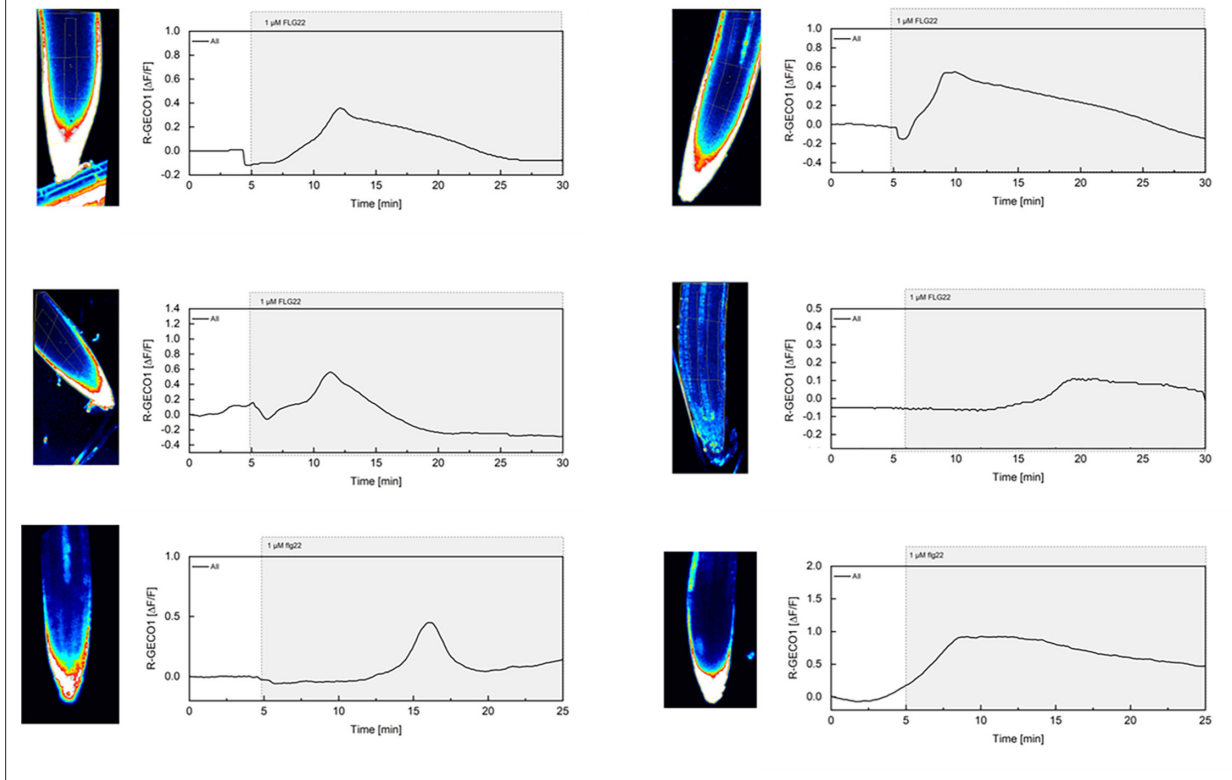 1 µM FLG22
1.0
0.8
0.6
0.4
0.2
0.0
-0.2
All
R-GECO1 [ΔF/F]
0 5 10 15 20 25 30
Time [min]
1 µM FLG22
1.0
0.8
0.6
0.4
0.2
0.0
-0.2
-0.4
All
R-GECO1 [ΔF/F]
0 5 10 15 20 25 30
Time [min]
1 µM FLG22
1.4
1.2
1.0
0.8
0.6
0.4
0.2
0.0
-0.2
-0.4
All
R-GECO1 [ΔF/F]
0 5 10 15 20 25 30
Time [min]
1 µM FLG22
0.5
0.4
0.3
0.1
0.0
-0.1
-0.2
All
R-GECO1 [ΔF/F]
0 5 10 15 20 25 30
Time [min]
1 µM flg22
1.0
0.5
0.0
All
R-GECO1 [ΔF/F]
0 5 10 15 20 25
Time [min]
1 µM flg22
2.0
1.5
1.0
0.5
0.0
All
R-GECO1 [ΔF/F]
0 5 10 15 20 25
Time [min]